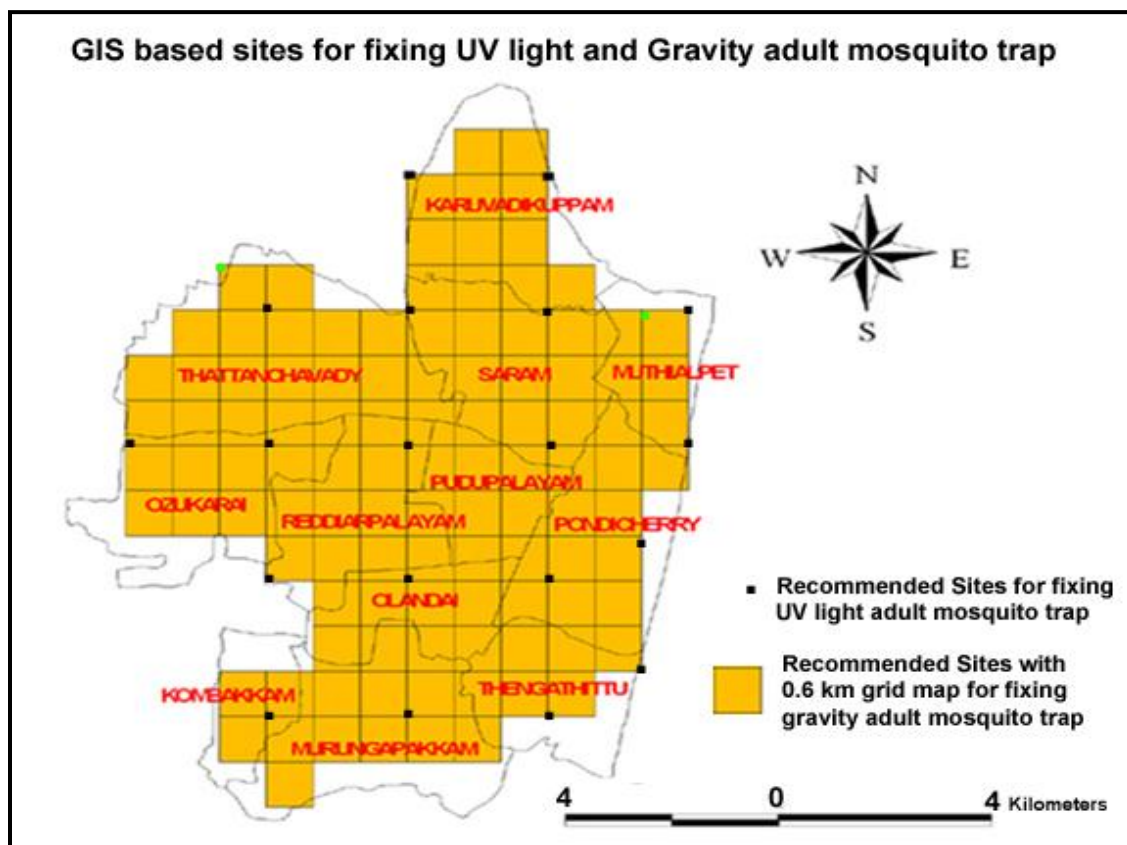 GIS based sites for fixing UV light and Gravity adult mosquito trap
N
W
E
S
KARUVADIKUPPAM
THATTANCHAVADY
SARAM
MUTHIALPET
PUDUPALAYAM
OZUKARAI
REDDIARPALAYAM
PONDICHERRY
OLANDAI
KOMBAKKAM
THENGATHITTU
MURUNGAPAKKAM
Recommended Sites for fixing
UV light adult mosquito trap
Recommended Sites with
0.6 km grid map for fixing
gravity adult mosquito trap
4 0 4 Kilometers